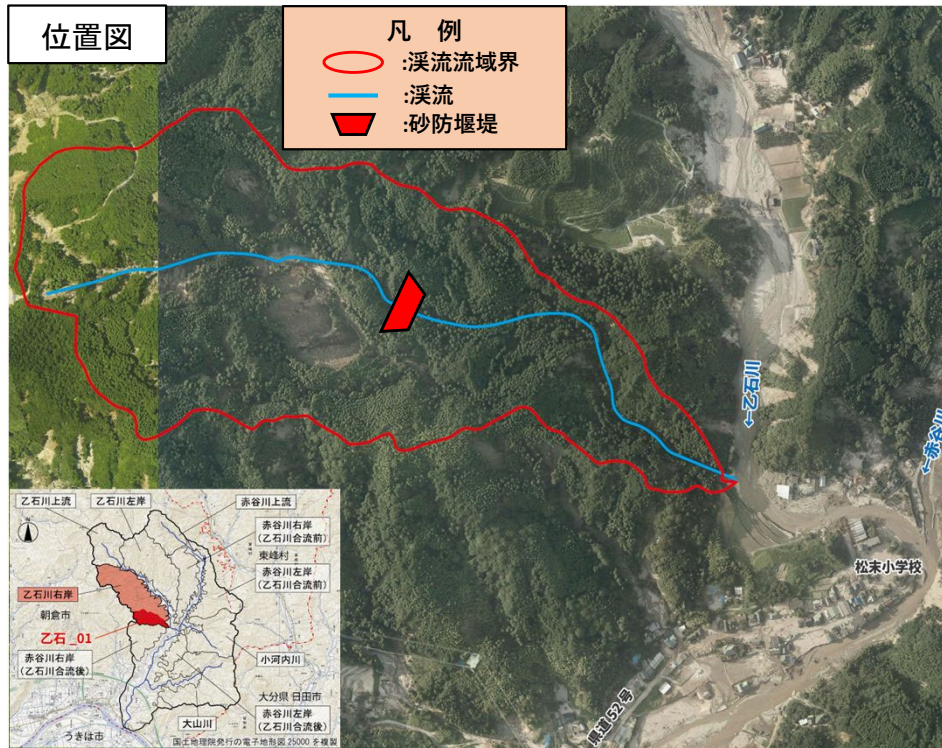 位置図
凡 例
:渓流流域界
:渓流
:砂防堰堤
←乙石川
←赤谷川
松末小学校
県道52号
乙石川上流
乙石川左岸
赤谷川上流
赤谷川右岸
(乙石川合流前)
東峰村
赤谷川左岸
(乙石川合流前)
乙石川右岸
朝倉市
乙石_01
赤谷川右岸
(乙石川合流後)
小河内川
大分県 日田市
赤谷川左岸
(乙石川合流後)
大山川
うきは市
国土地理院発行の電子地形図25000を複製